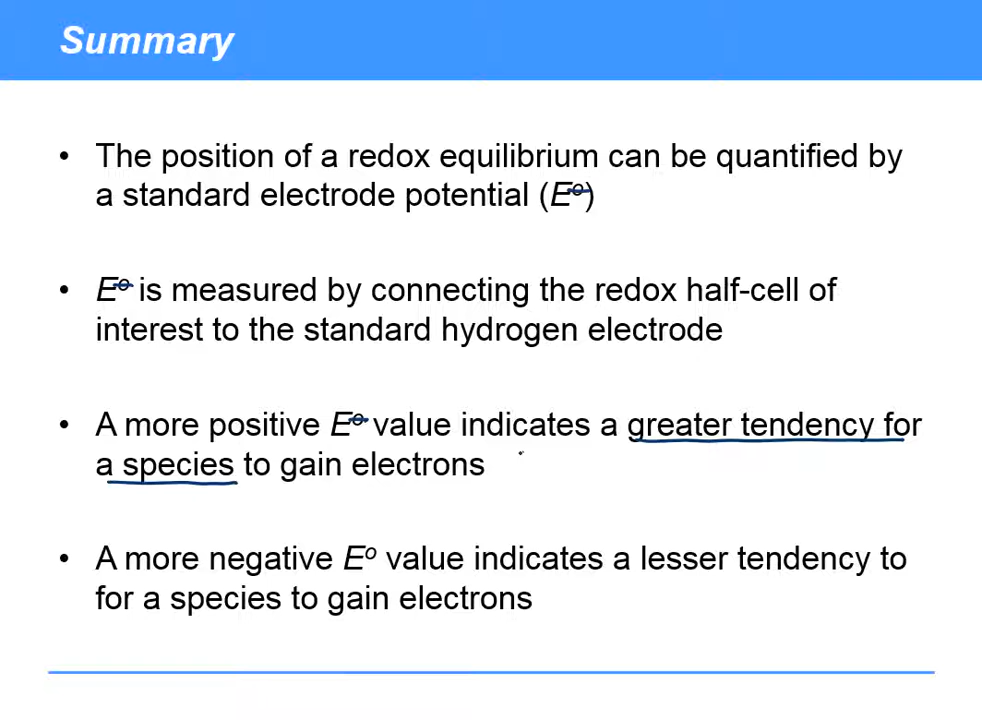 Summary
• The position of a redox equilibrium can be quantified by
a standard electrode potential (Eº)
• Eº is measured by connecting the redox half-cell of
interest to the standard hydrogen electrode
• A more positive Eº value indicates a greater tendency for
a species to gain electrons
• A more negative Eº value indicates a lesser tendency to
for a species to gain electrons